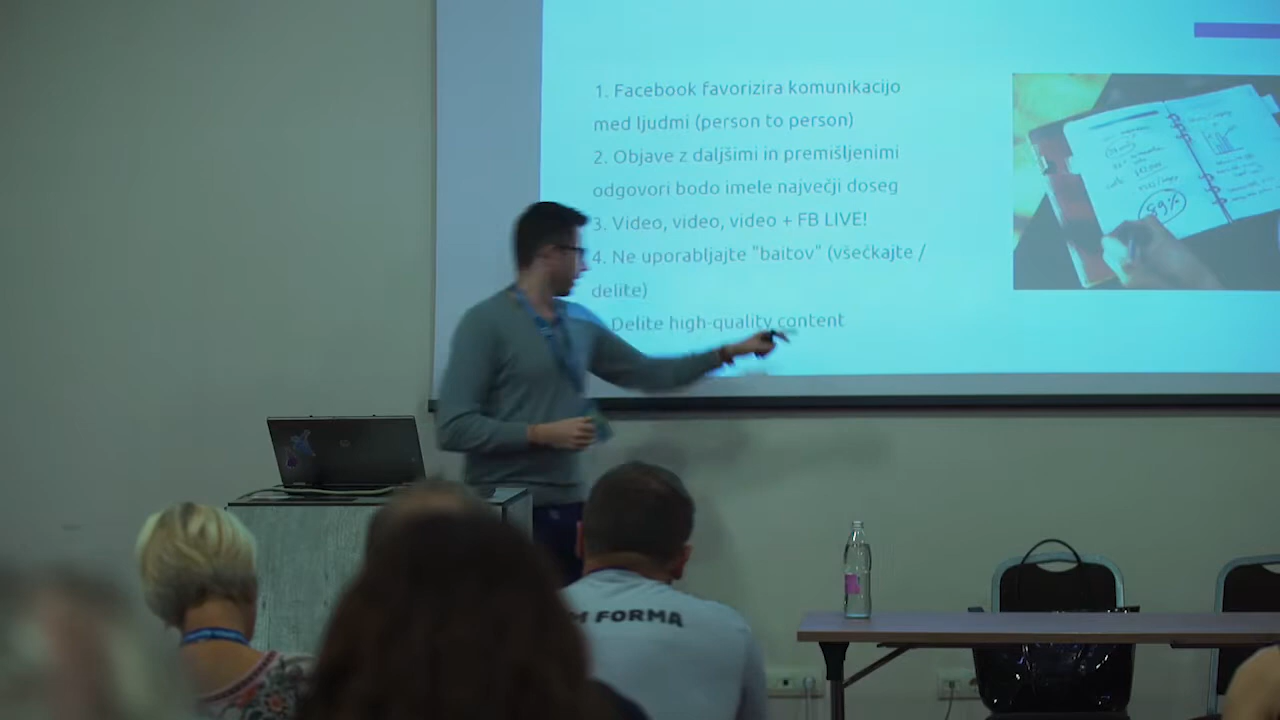 1. Facebook favorizira komunikacijo
med ljudmi (person to person)
2. Objave z daljšimi in premišljenimi
odgovori bodo imele največji doseg
3. Video, video, video + FB LIVE!
4. Ne uporabljajte "baitov" (všečkajte /
delite)
Delite high-quality content
89%
M FORMA